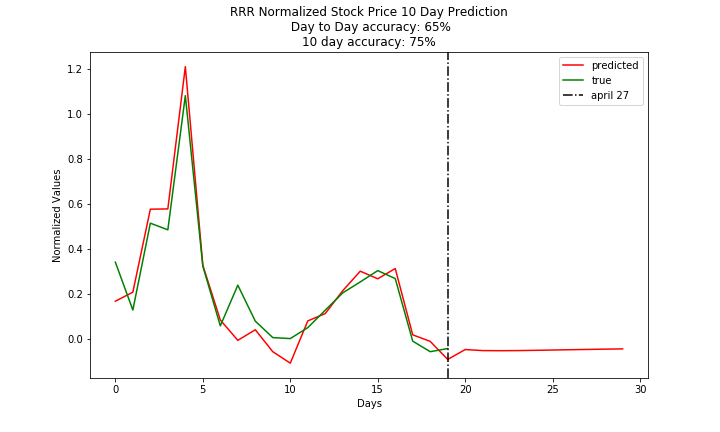 RRR Normalized Stock Price 10 Day Prediction
Day to Day accuracy: 65%
10 day accuracy: 75%
predicted
true
april 27
Normalized Values
1.2
1.0
0.8
0.6
0.4
0.2
0.0
0 5 10 15 20 25 30
Days